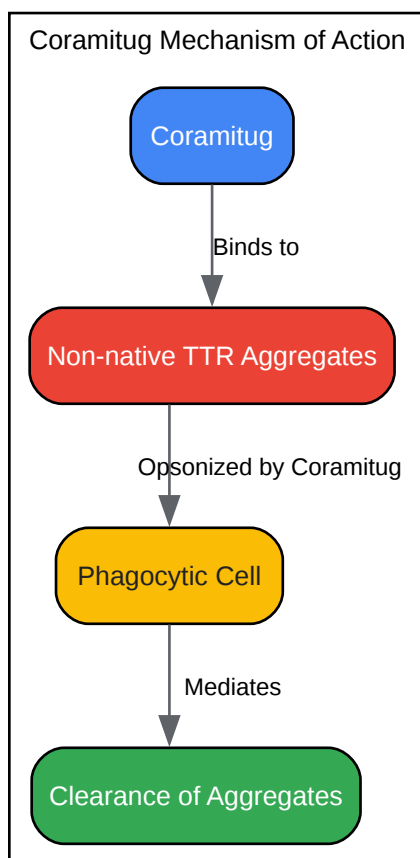 Coramitug Mechanism of Action
Coramitug
Binds to
Non-native TTR Aggregates
Opsonized by Coramitug
Phagocytic Cell
Mediates
Clearance of Aggregates